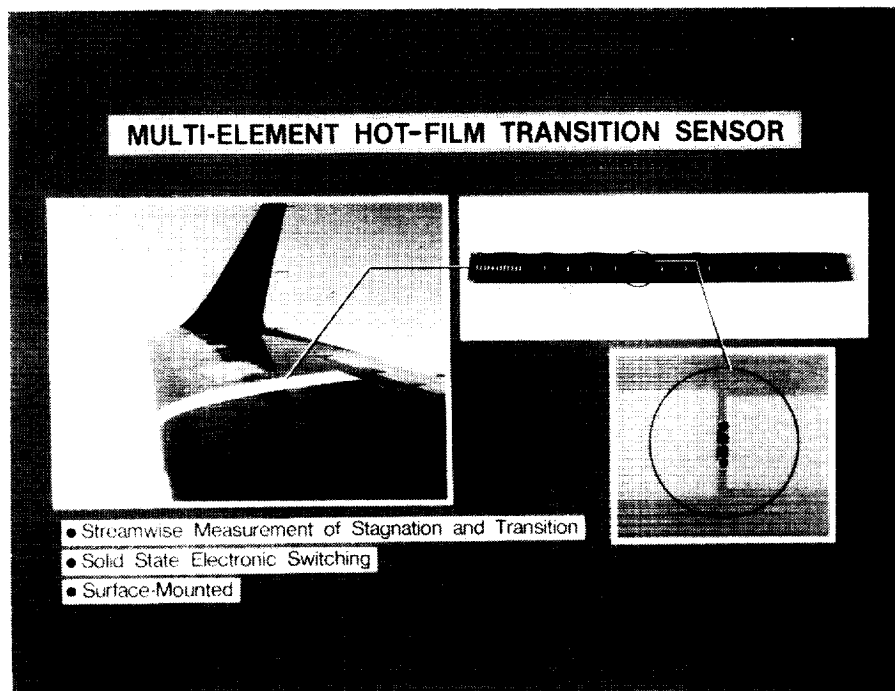 MULTI-ELEMENT HOT-FILM TRANSITION SENSOR
• Streamwise Measurement of Stagnation and Transition
• Solid State Electronic Switching
• Surface-Mounted